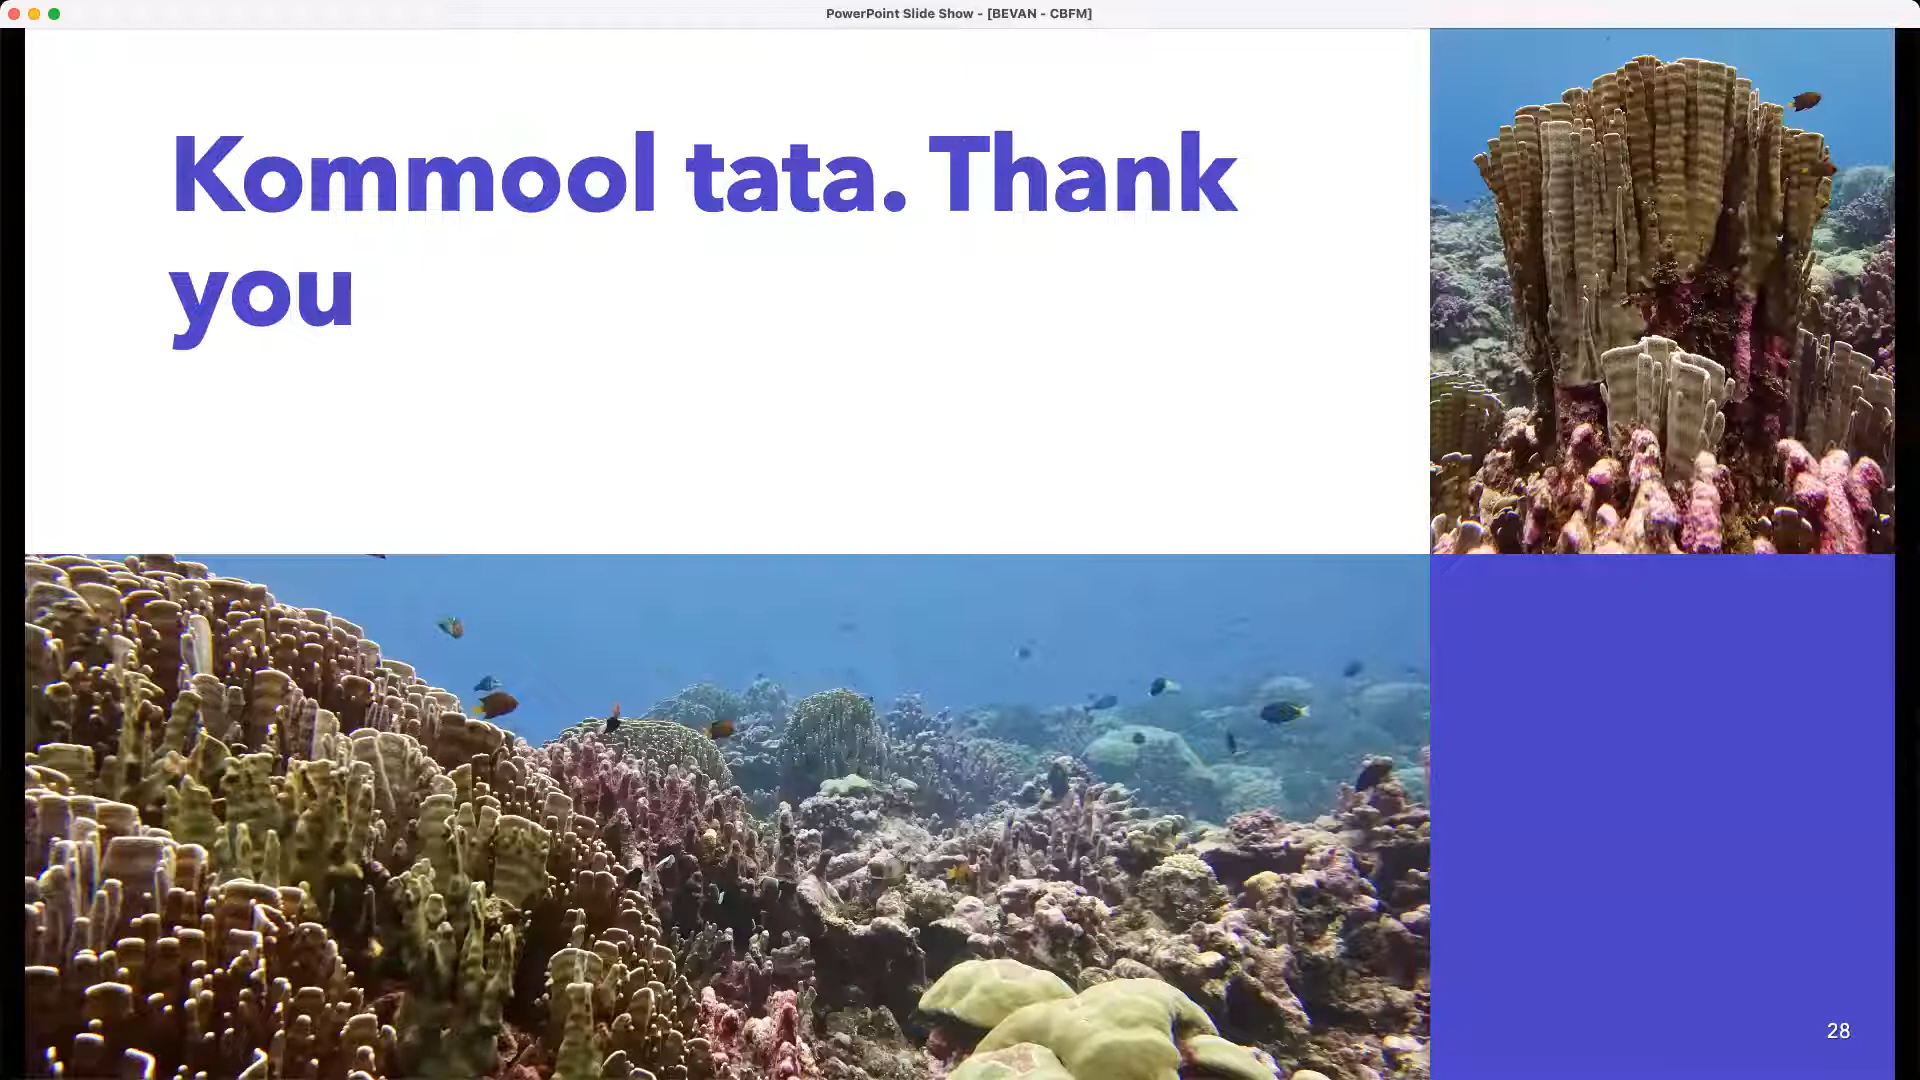 PowerPoint Slide Show - [BEVAN - CBFM]
Kommool tata. Thank
you
28